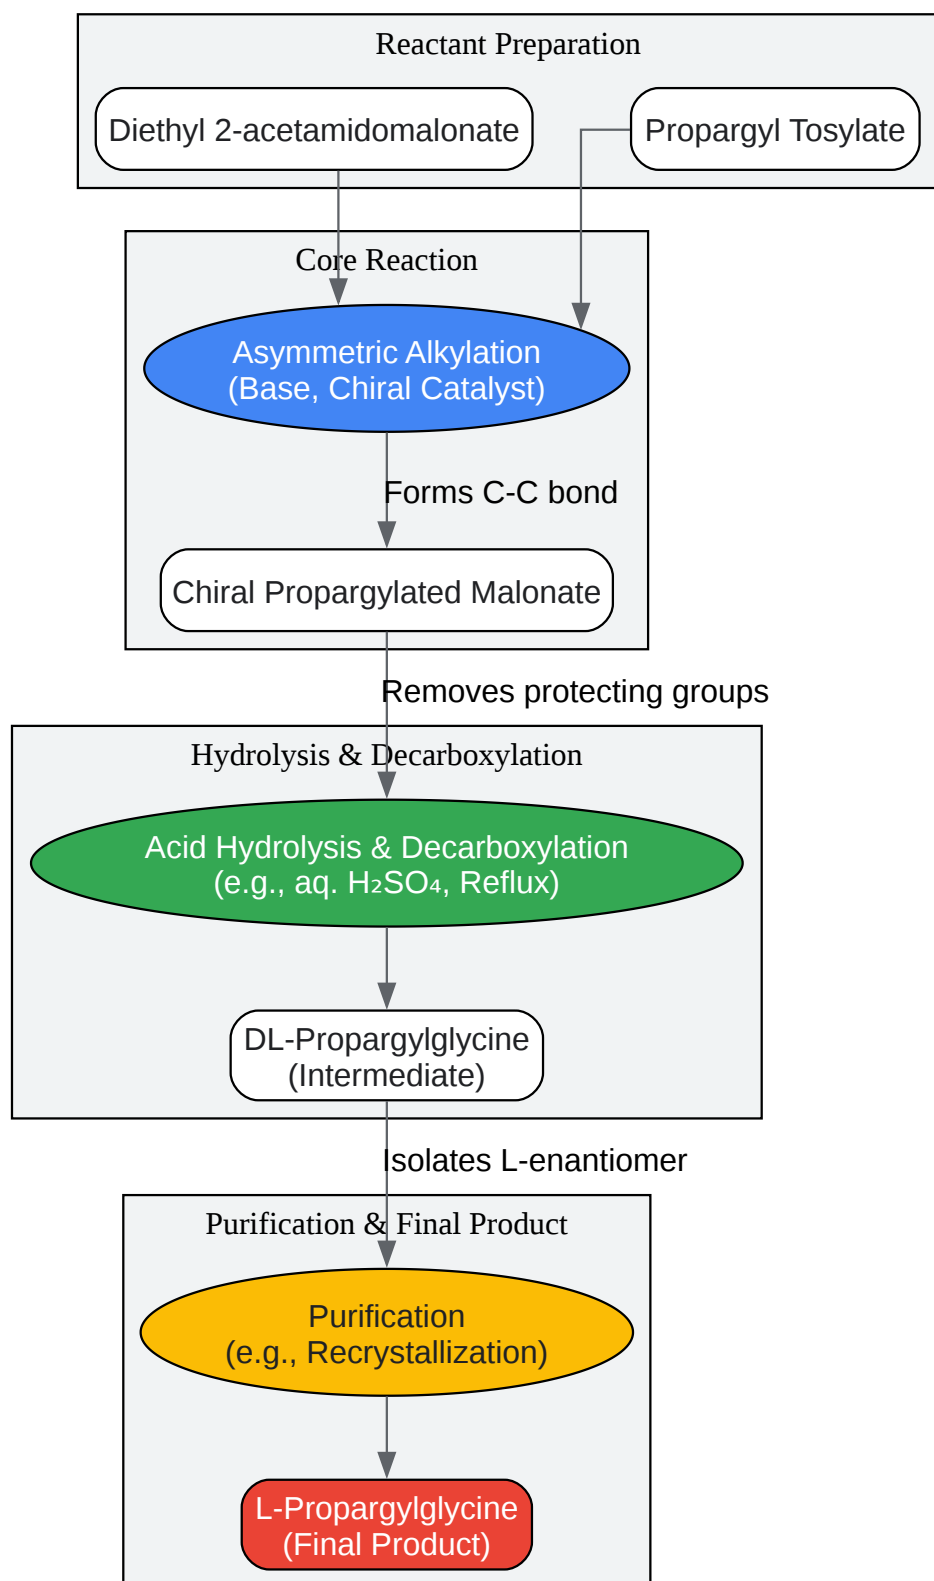 Reactant Preparation
Diethyl 2-acetamidomalonate
Propargyl Tosylate
Core Reaction
Asymmetric Alkylation
(Base, Chiral Catalyst)
Forms C-C bond
Chiral Propargylated Malonate
Removes protecting groups
Hydrolysis & Decarboxylation
Acid Hydrolysis & Decarboxylation
(e.g., aq. H₂SO₄, Reflux)
DL-Propargylglycine
(Intermediate)
Isolates L-enantiomer
Purification & Final Product
Purification
(e.g., Recrystallization)
L-Propargylglycine
(Final Product)